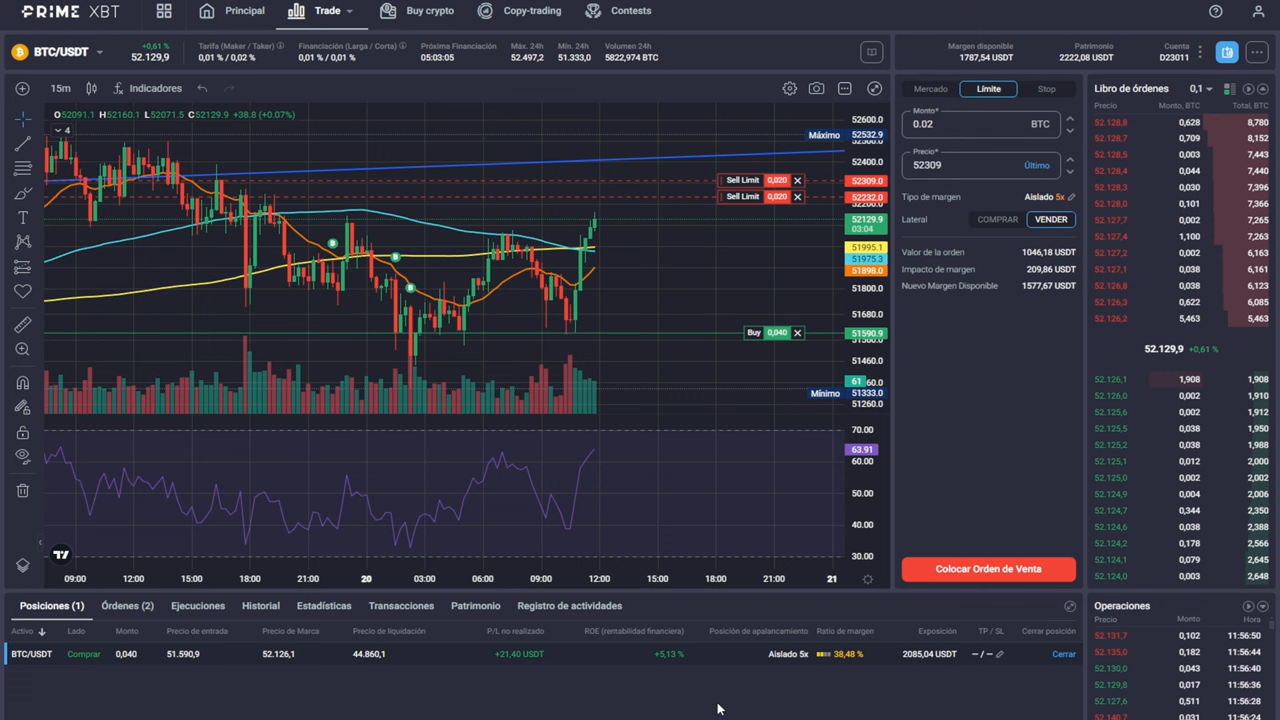 PRIME XBT
Principal
Trade
Buy crypto
Copy-trading
Contests
BTC/USDT
+0,61 %
52.129,9
Tarifa (Maker / Taker)
0,01 % / 0,02 %
Financiación (Larga / Corta)
0,01 % / 0,01 %
Próxima Financiación
05:03:05
Máx. 24h
52.497,2
Mín. 24h
51.333,0
Volumen 24h
5822,974 BTC
Margen disponible
1787,54 USDT
Patrimonio
2222,08 USDT
Cuenta
D23011
15m
Indicadores
O52091.1 H52160.1 L52071.5 C52129.9 +38.8 (+0.07%)
4
52600.0
Máximo 52532.9
52400.0
Sell Limit 0,020 52309.0
Sell Limit 0,020 52232.0
52129.9
03:04
51995.1
51975.3
51898.0
51800.0
51680.0
Buy 0,040 51590.9
51460.0
61
Mínimo 51333.0
51260.0
70.00
63.91
60.00
50.00
40.00
30.00
09:00 12:00 15:00 18:00 21:00 20 03:00 06:00 09:00 12:00 15:00 18:00 21:00 21
Mercado Límite Stop
Monto*
0.02 BTC
Precio*
52309 Último
Tipo de margen Aislado 5x
Lateral COMPRAR VENDER
Valor de la orden 1046,18 USDT
Impacto de margen 209,86 USDT
Nuevo Margen Disponible 1577,67 USDT
Colocar Orden de Venta
Libro de órdenes 0,1
Precio Monto, BTC Total, BTC
52.128,8 0,628 8,780
52.128,7 0,709 8,152
52.128,5 0,003 7,443
52.128,4 0,044 7,440
52.128,3 0,030 7,396
52.128,0 0,101 7,366
52.127,7 0,002 7,265
52.127,4 1,100 7,263
52.127,2 0,038 6,163
52.127,1 0,002 6,125
52.126,8 0,038 6,123
52.126,3 0,622 6,085
52.126,2 5,463 5,463
52.129,9 +0,61 %
52.126,1 1,908 1,908
52.126,0 0,002 1,910
52.125,6 0,002 1,912
52.125,5 0,038 1,950
52.125,2 0,038 1,988
52.125,1 0,012 2,000
52.125,0 0,002 2,002
52.124,9 0,004 2,006
52.124,7 0,344 2,350
52.124,6 0,038 2,388
52.124,2 0,178 2,566
52.124,1 0,079 2,645
52.124,0 0,003 2,648
Posiciones (1) Órdenes (2) Ejecuciones Historial Estadísticas Transacciones Patrimonio Registro de actividades
Activo Lado Monto Precio de entrada Precio de Marca Precio de liquidación P/L no realizado ROE (rentabilidad financiera) Posición de apalancamiento Ratio de margen Exposición TP / SL Cerrar posición
BTC/USDT Comprar 0,040 51.590,9 52.126,1 44.860,1 +21,40 USDT +5,13 % Aislado 5x 38,48 % 2085,04 USDT – / – Cerrar
Operaciones
Precio Monto Hora
52.131,7 0,102 11:56:50
52.135,0 0,182 11:56:44
52.130,0 0,043 11:56:40
52.129,8 0,017 11:56:36
52.127,6 0,511 11:56:28
52.140,7 0,031 11:56:24